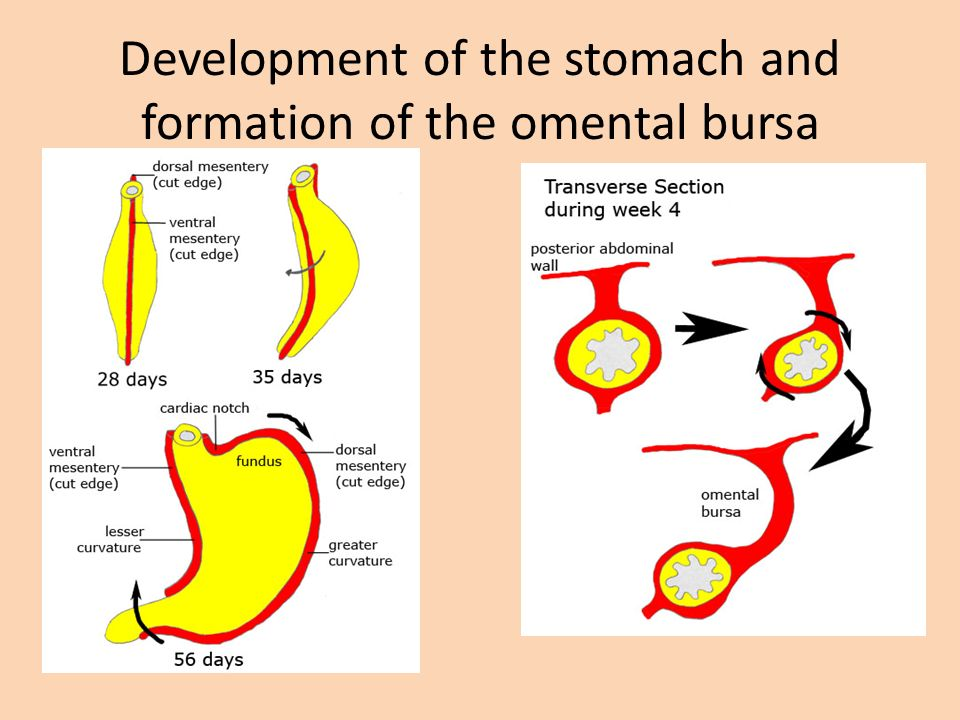 Development of the stomach and
formation of the omental bursa
dorsal mesentery
(cut edge)
ventral
mesentery
(cut edge)
28 days
35 days
cardiac notch
ventral
mesentery
(cut edge)
fundus
dorsal
mesentery
(cut edge)
lesser
curvature
greater
curvature
56 days
Transverse Section
during week 4
posterior abdominal
wall
omental
bursa